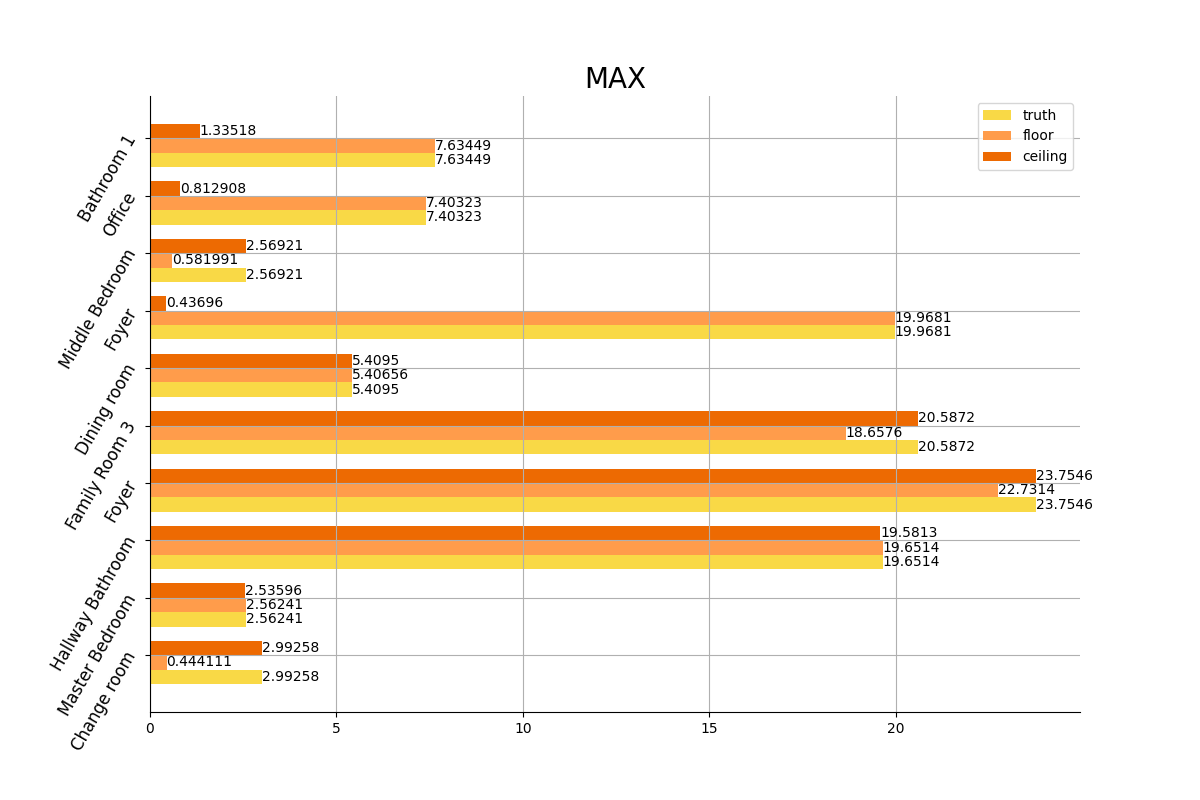 MAX
truth
floor
ceiling
Bathroom 1
1.33518
7.63449
7.63449
Office
0.812908
7.40323
7.40323
Middle Bedroom
2.56921
0.581991
2.56921
Foyer
0.43696
19.9681
19.9681
Dining room
5.4095
5.40656
5.4095
Family Room 3
20.5872
18.6576
20.5872
Foyer
23.7546
22.7314
23.7546
Hallway Bathroom
19.5813
19.6514
19.6514
Master Bedroom
2.53596
2.56241
2.56241
Change room
2.99258
0.444111
2.99258
0 5 10 15 20